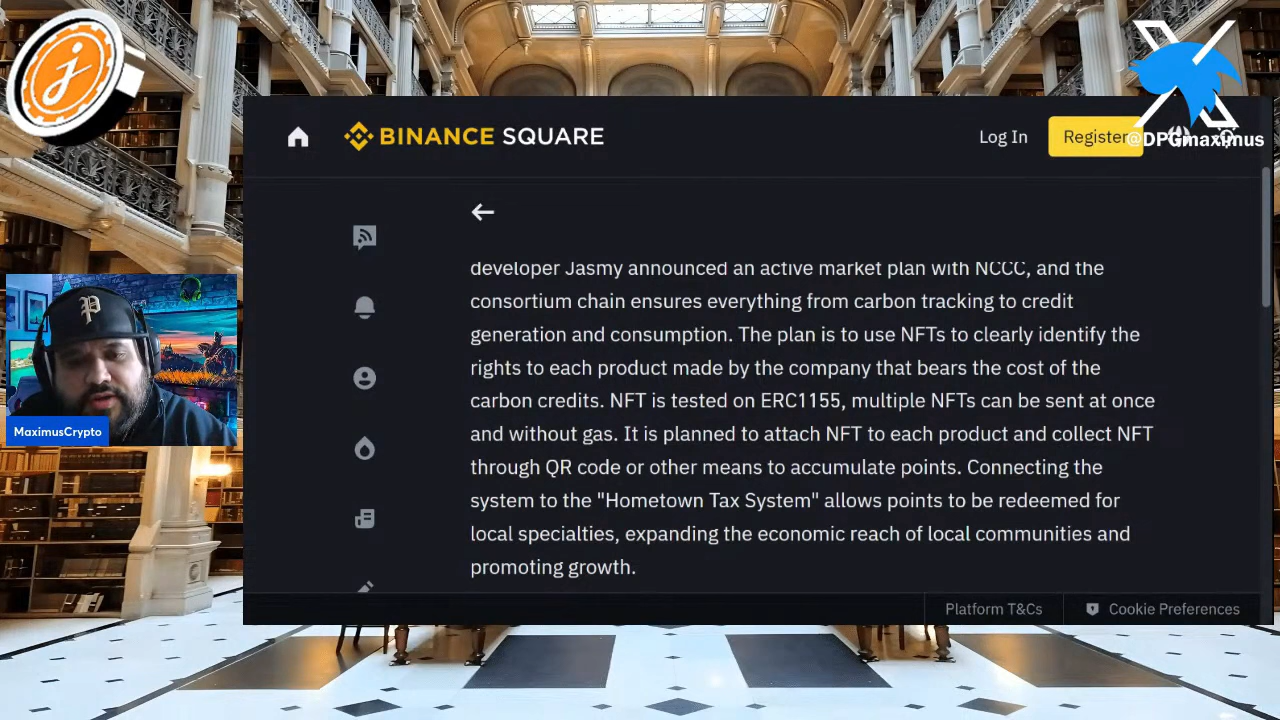 BINANCE SQUARE
Log In
Register
@DPGmaximus
developer Jasmy announced an active market plan with NCCC, and the
consortium chain ensures everything from carbon tracking to credit
generation and consumption. The plan is to use NFTs to clearly identify the
rights to each product made by the company that bears the cost of the
carbon credits. NFT is tested on ERC1155, multiple NFTs can be sent at once
and without gas. It is planned to attach NFT to each product and collect NFT
through QR code or other means to accumulate points. Connecting the
system to the "Hometown Tax System" allows points to be redeemed for
local specialties, expanding the economic reach of local communities and
promoting growth.
MaximusCrypto
Platform T&Cs
Cookie Preferences